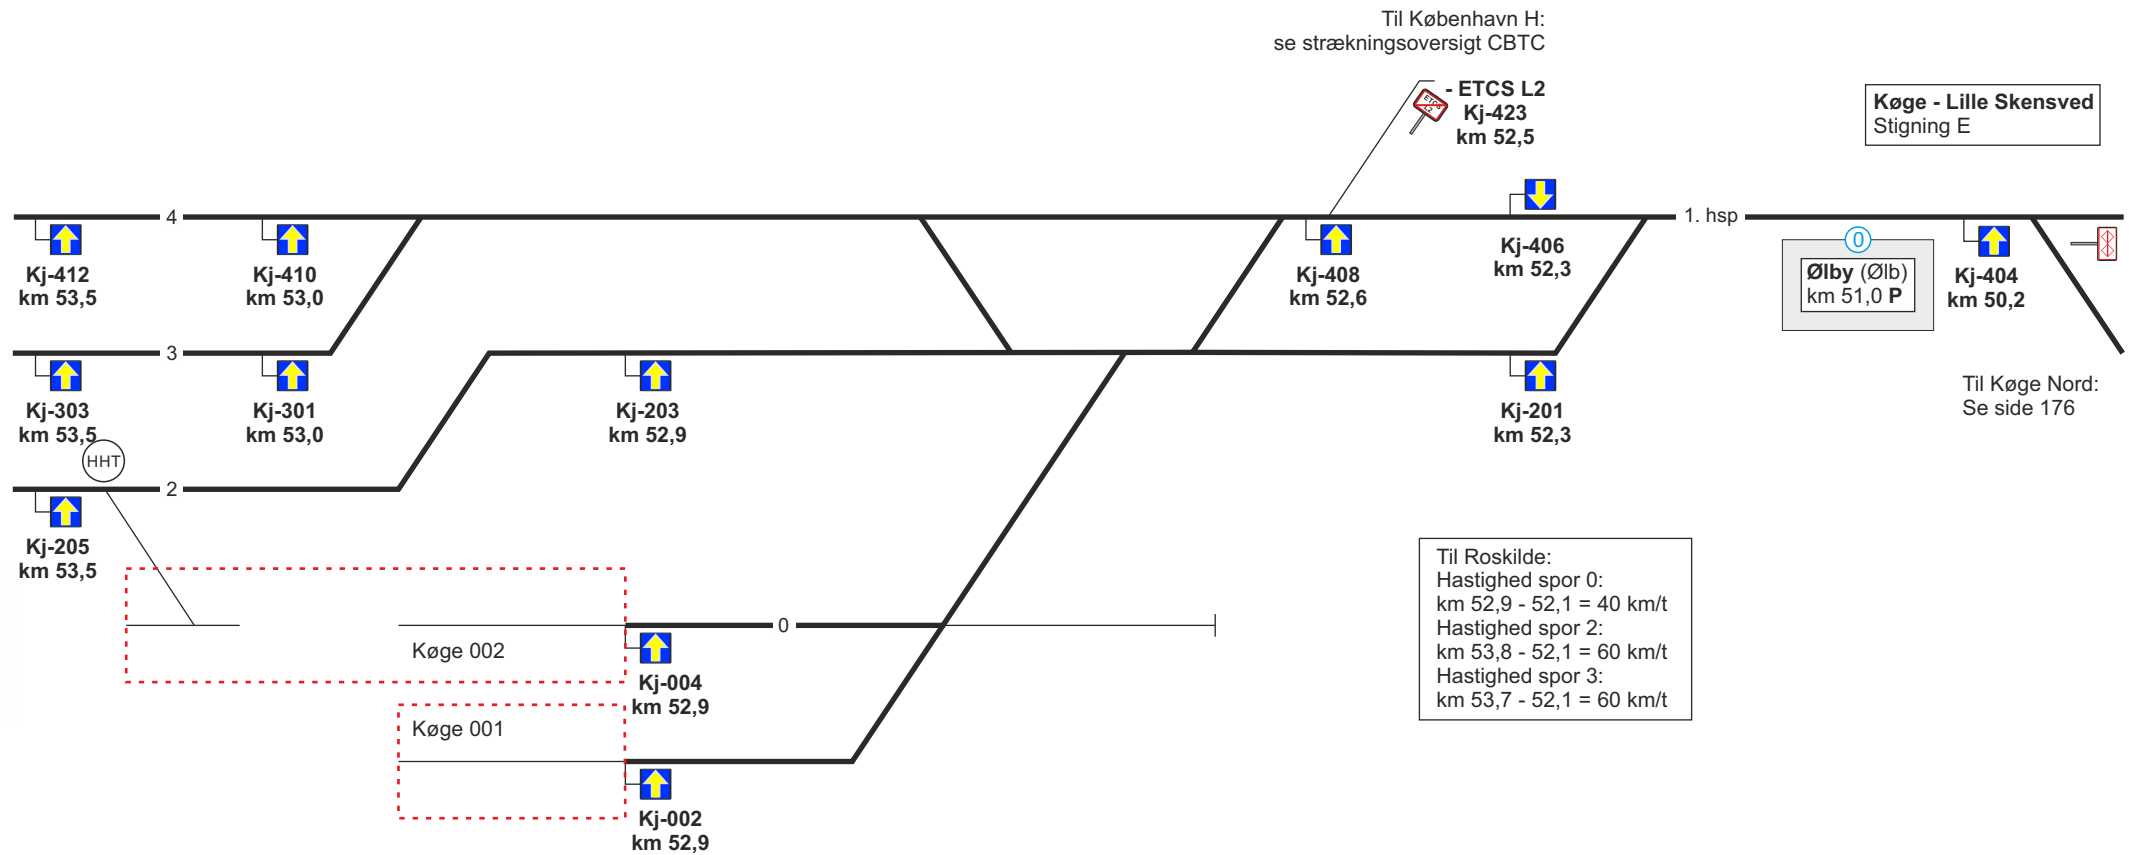 Til København H:
se strækningsoversigt CBTC
- ETCS L2
Kj-423
km 52,5
ETCS
L2
Køge - Lille Skensved
Stigning E
4
1. hsp
Kj-412
km 53,5
Kj-410
km 53,0
Kj-408
km 52,6
Kj-406
km 52,3
0
Ølby (Ølb)
km 51,0 P
Kj-404
km 50,2
3
Kj-303
km 53,5
Kj-301
km 53,0
Kj-203
km 52,9
Kj-201
km 52,3
Til Køge Nord:
Se side 176
HHT
2
Kj-205
km 53,5
Køge 002
0
Kj-004
km 52,9
Køge 001
Kj-002
km 52,9
Til Roskilde:
Hastighed spor 0:
km 52,9 - 52,1 = 40 km/t
Hastighed spor 2:
km 53,8 - 52,1 = 60 km/t
Hastighed spor 3:
km 53,7 - 52,1 = 60 km/t